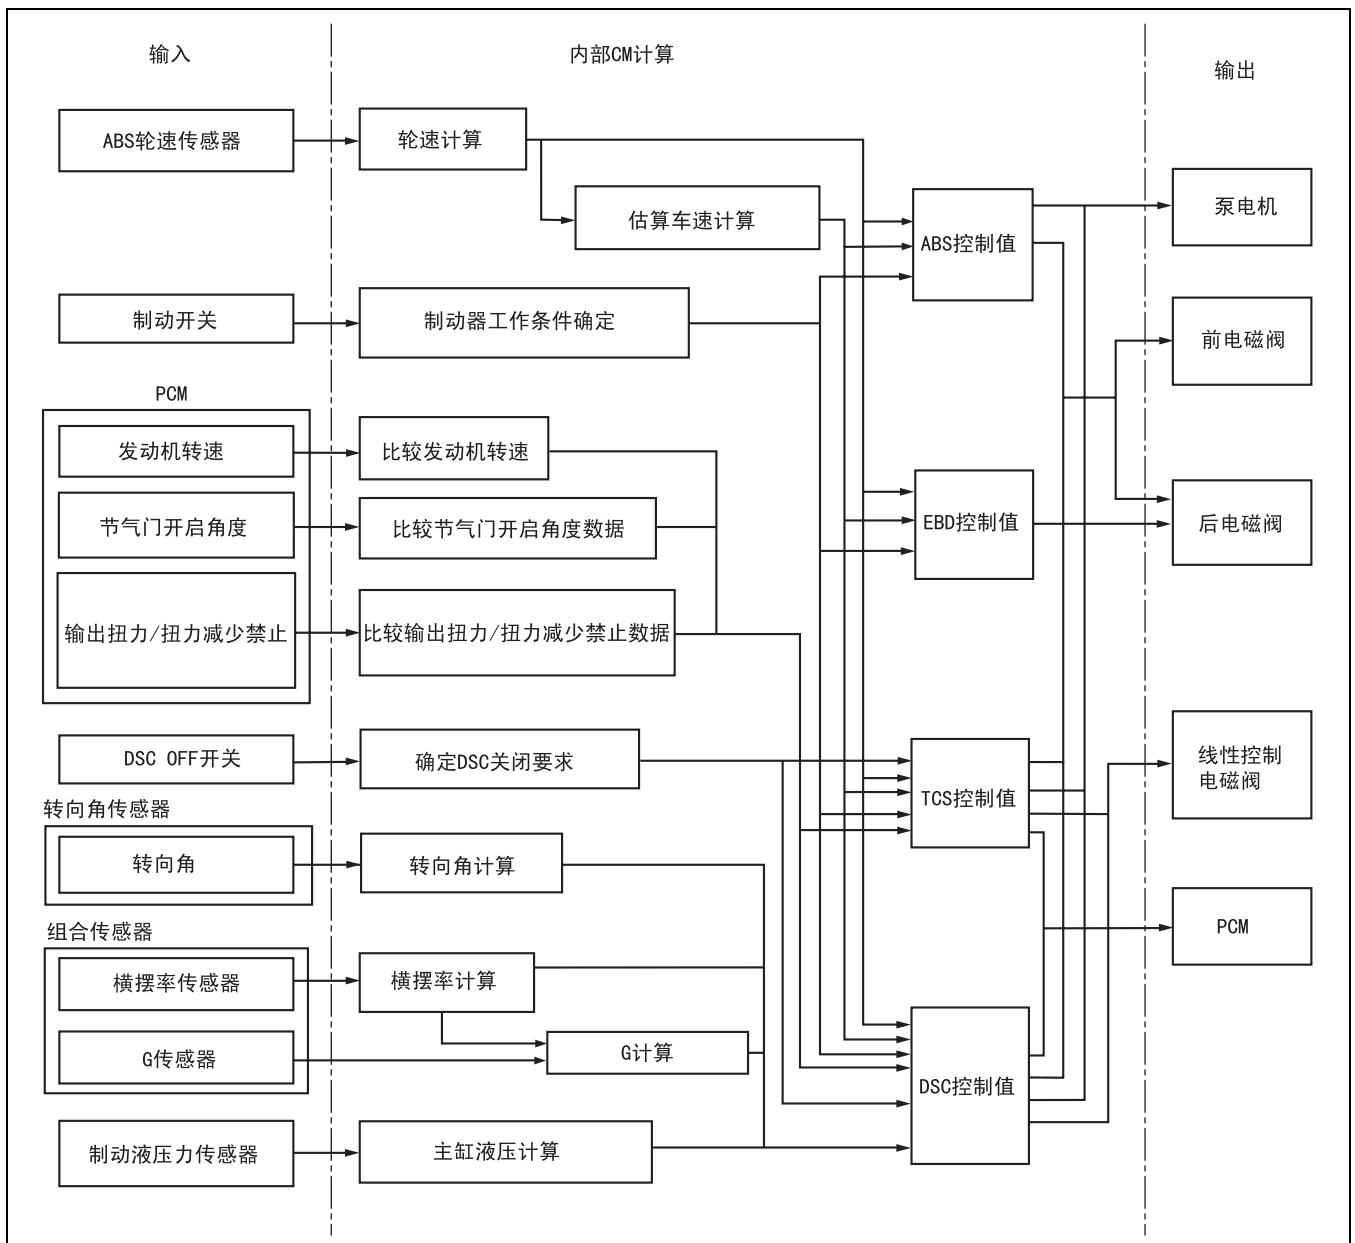 输入
内部CM计算
输出
ABS轮速传感器
轮速计算
估算车速计算
ABS控制值
泵电机
制动开关
制动器工作条件确定
前电磁阀
PCM
发动机转速
比较发动机转速
节气门开启角度
比较节气门开启角度数据
EBD控制值
后电磁阀
输出扭力/扭力减少禁止
比较输出扭力/扭力减少禁止数据
DSC OFF开关
确定DSC关闭要求
TCS控制值
线性控制
电磁阀
转向角传感器
转向角
转向角计算
PCM
组合传感器
横摆率传感器
横摆率计算
G传感器
G计算
DSC控制值
制动液压力传感器
主缸液压计算